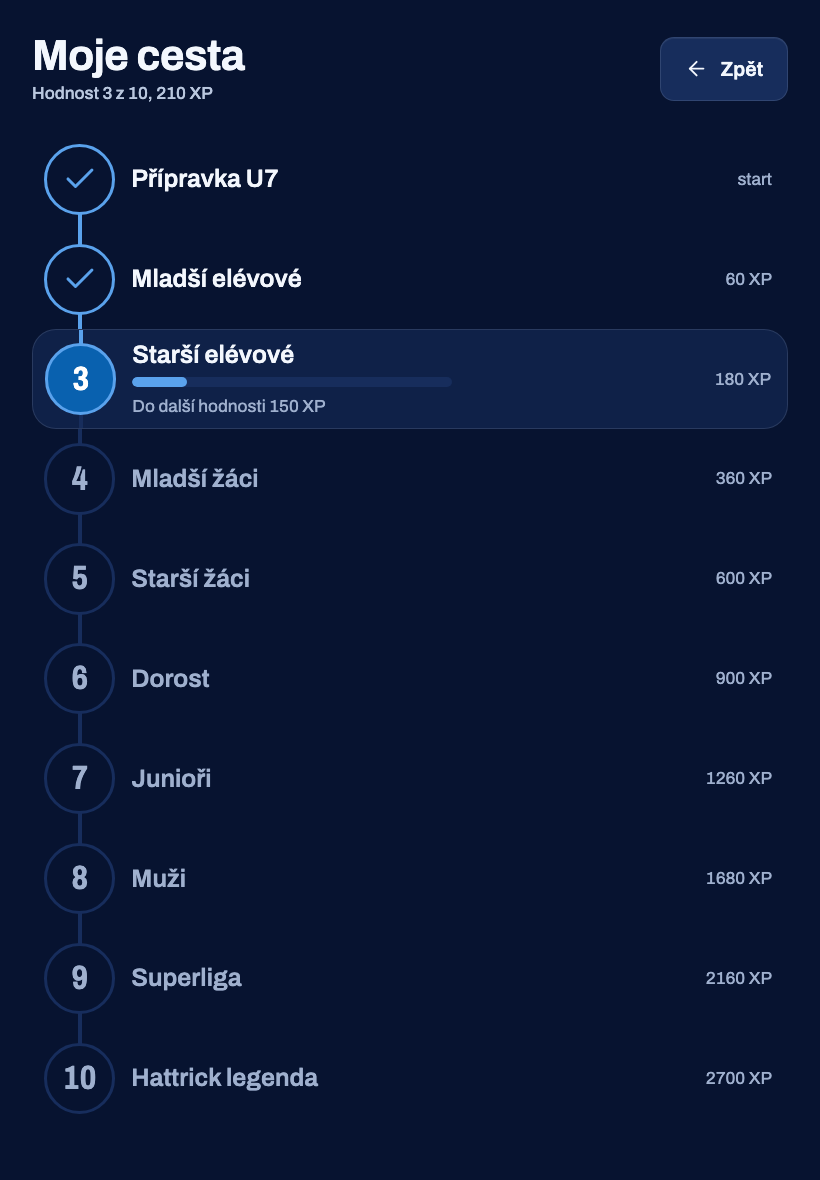 Moje cesta
Hodnost 3 z 10, 210 XP
← Zpět
Přípravka U7
start
Mladší elévové
60 XP
3
Starší elévové
Do další hodnosti 150 XP
180 XP
4
Mladší žáci
360 XP
5
Starší žáci
600 XP
6
Dorost
900 XP
7
Junioři
1260 XP
8
Muži
1680 XP
9
Superliga
2160 XP
10
Hattrick legenda
2700 XP